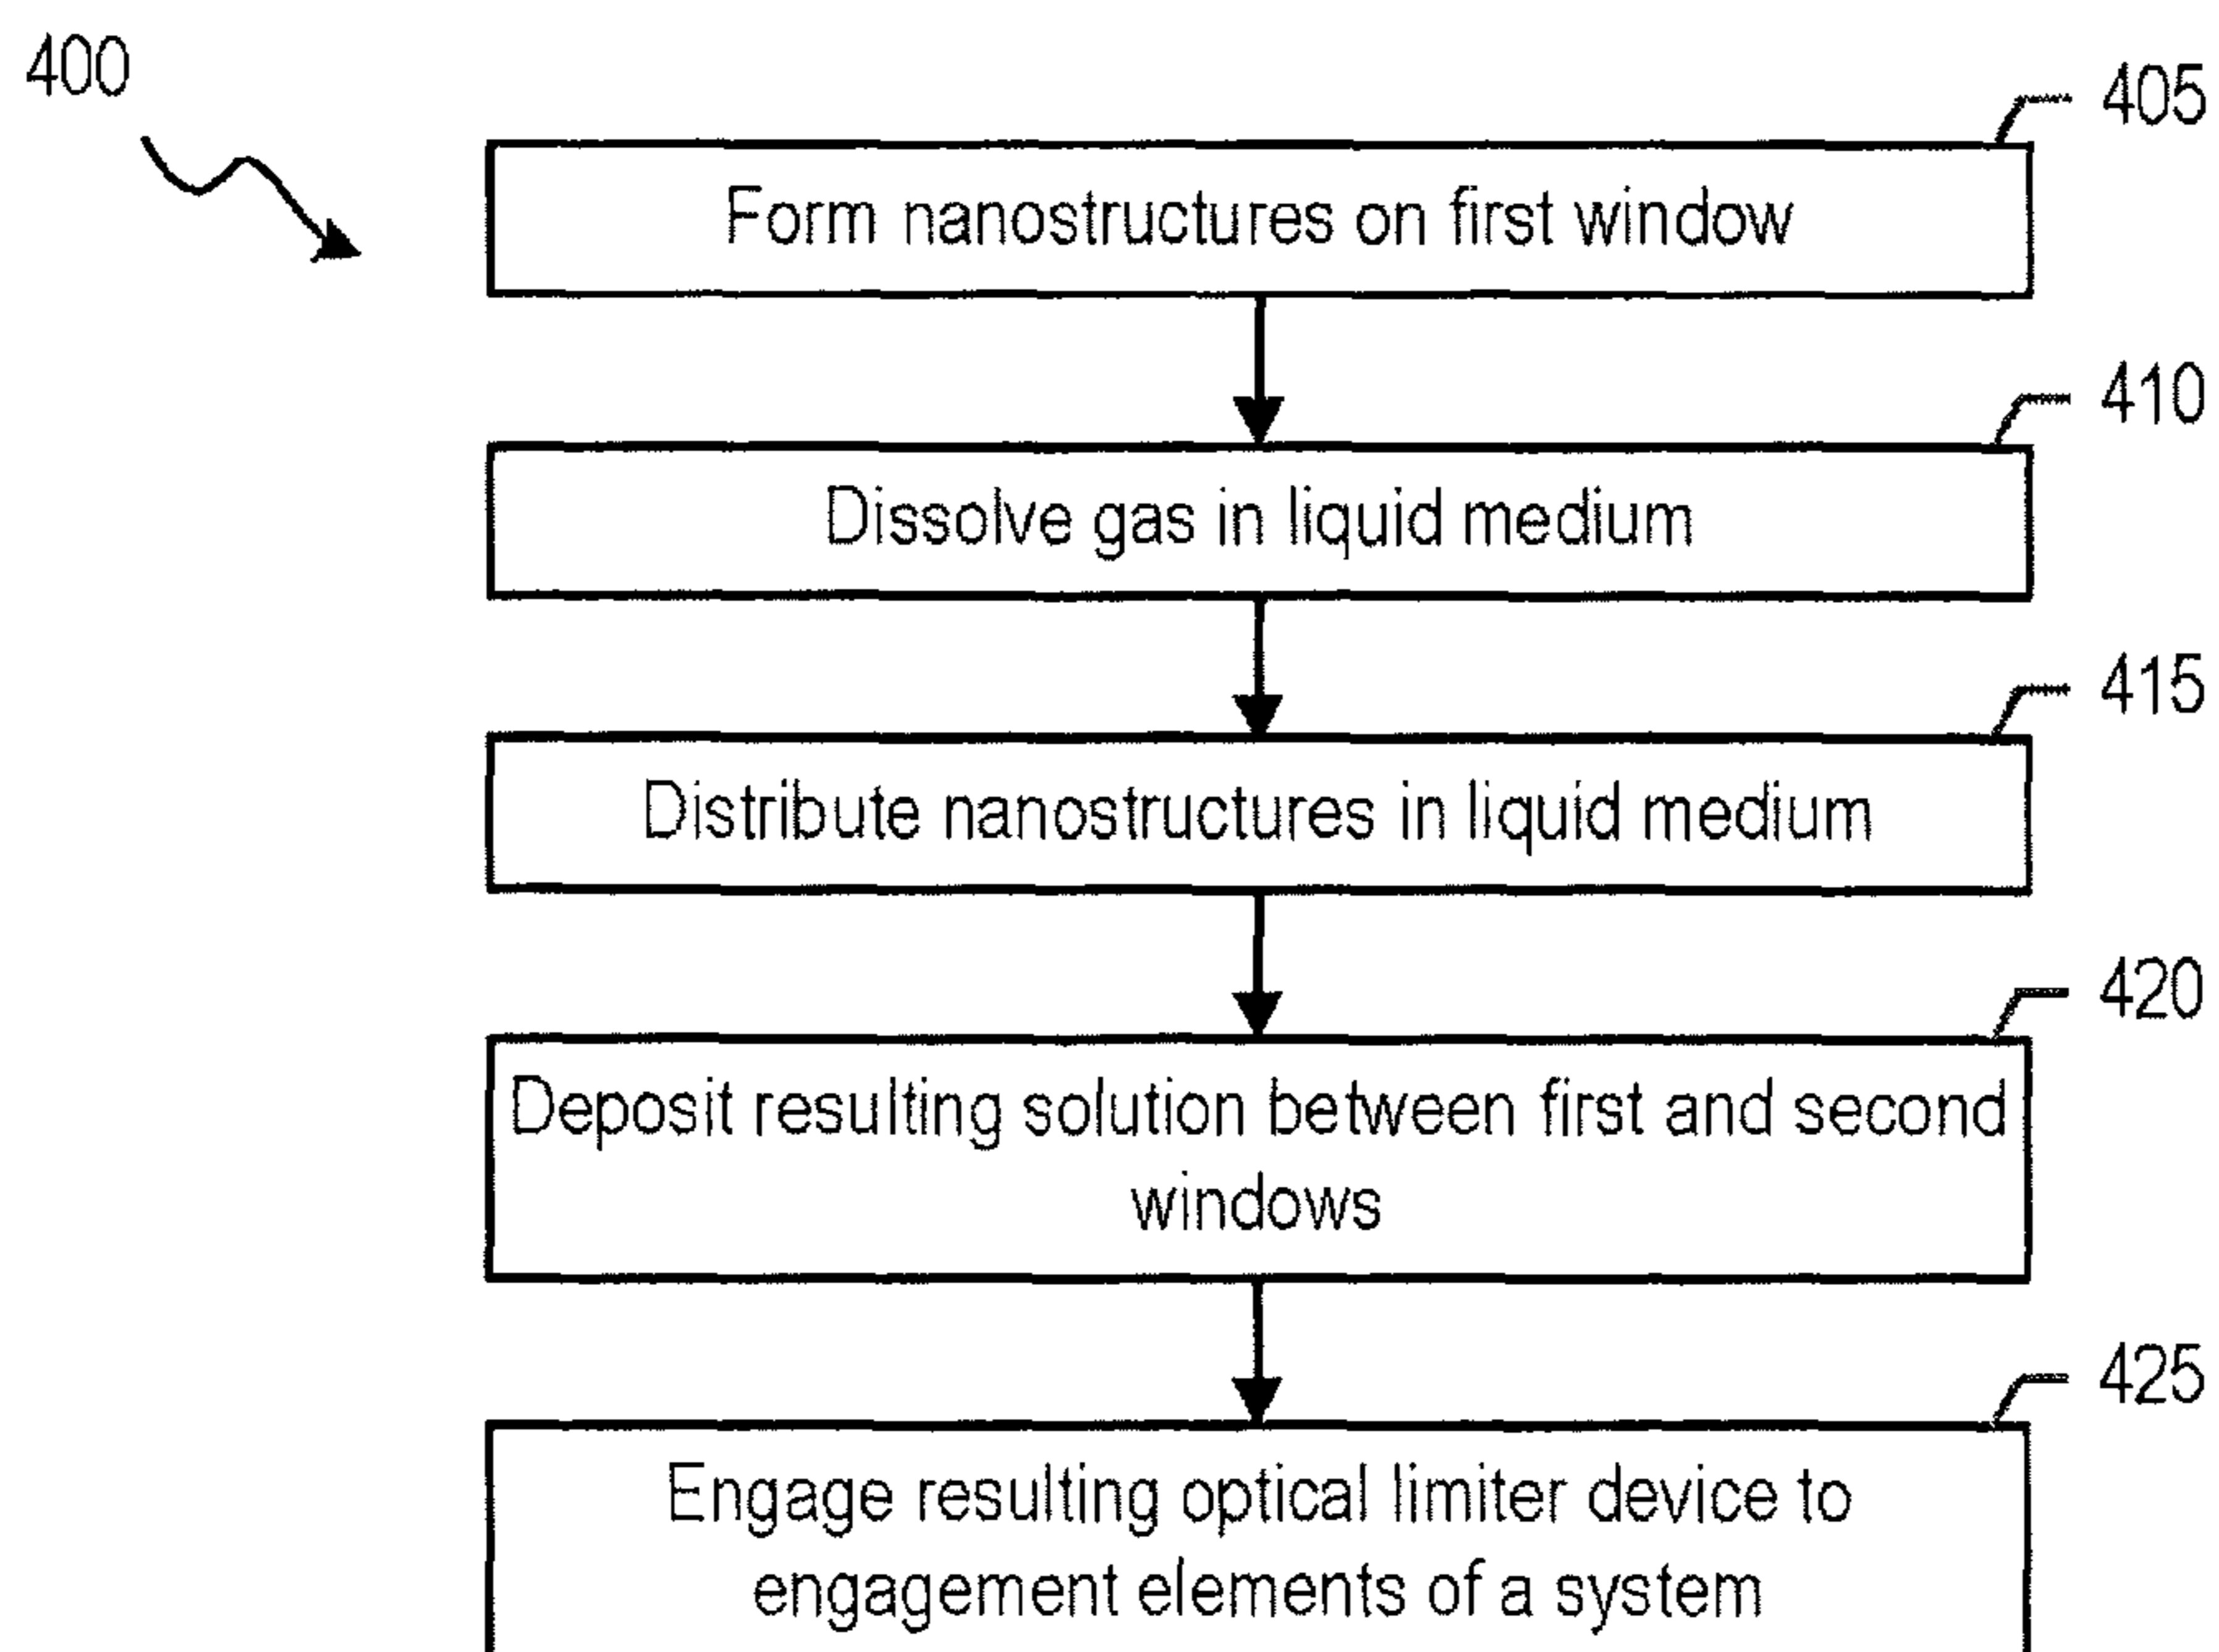 400
405
Form nanostructures on first window
410
Dissolve gas in liquid medium
415
Distribute nanostructures in liquid medium
420
Deposit resulting solution between first and second
windows
425
Engage resulting optical limiter device to
engagement elements of a system